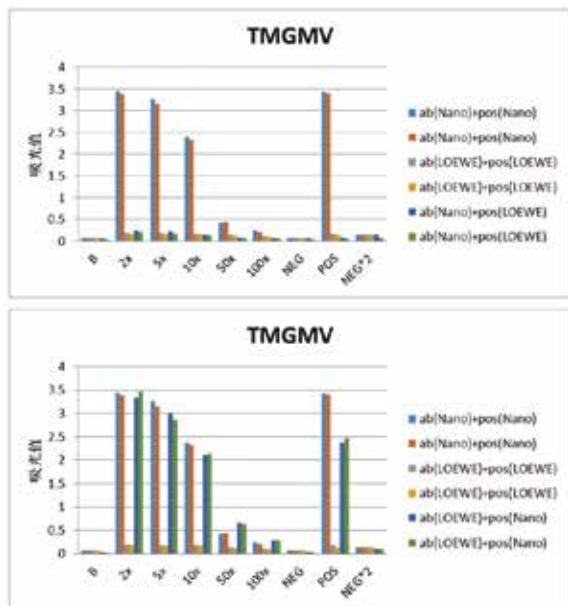 TMGMV
4
3.5
3
2.5
2
1.5
1
0.5
0
吸光值
B
2x
5x
10x
50x
100x
NEG
POS
NEG*2
ab(Nano)+pos(Nano)
ab(Nano)+pos(Nano)
ab(LOEWE)+pos(LOEWE)
ab(LOEWE)+pos(LOEWE)
ab(Nano)+pos(LOEWE)
ab(Nano)+pos(LOEWE)
TMGMV
4
3.5
3
2.5
2
1.5
1
0.5
0
吸光值
B
2x
5x
10x
50x
100x
NEG
POS
NEG*2
ab(Nano)+pos(Nano)
ab(Nano)+pos(Nano)
ab(LOEWE)+pos(LOEWE)
ab(LOEWE)+pos(LOEWE)
ab(LOEWE)+pos(Nano)
ab(LOEWE)+pos(Nano)